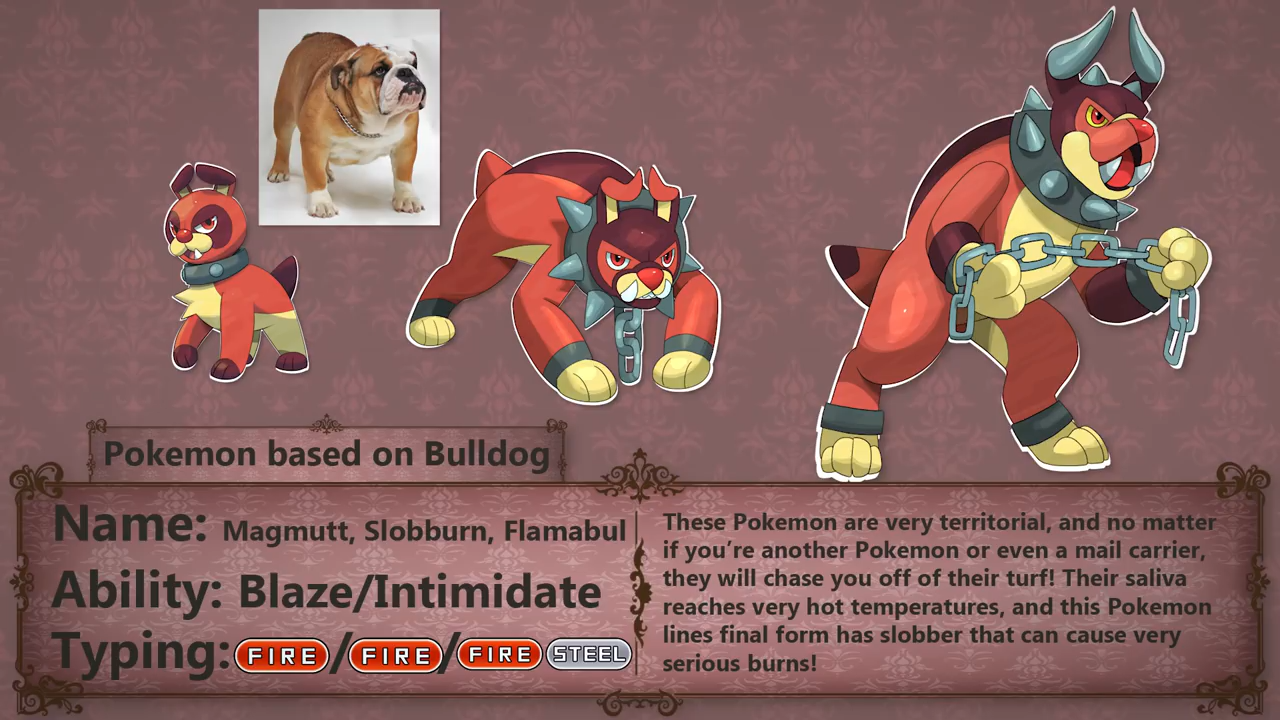 Pokemon based on Bulldog
Name: Magmutt, Slobburn, Flamabul
Ability: Blaze/Intimidate
Typing: FIRE / FIRE / FIRE STEEL
These Pokemon are very territorial, and no matter
if you’re another Pokemon or even a mail carrier,
they will chase you off of their turf! Their saliva
reaches very hot temperatures, and this Pokemon
lines final form has slobber that can cause very
serious burns!